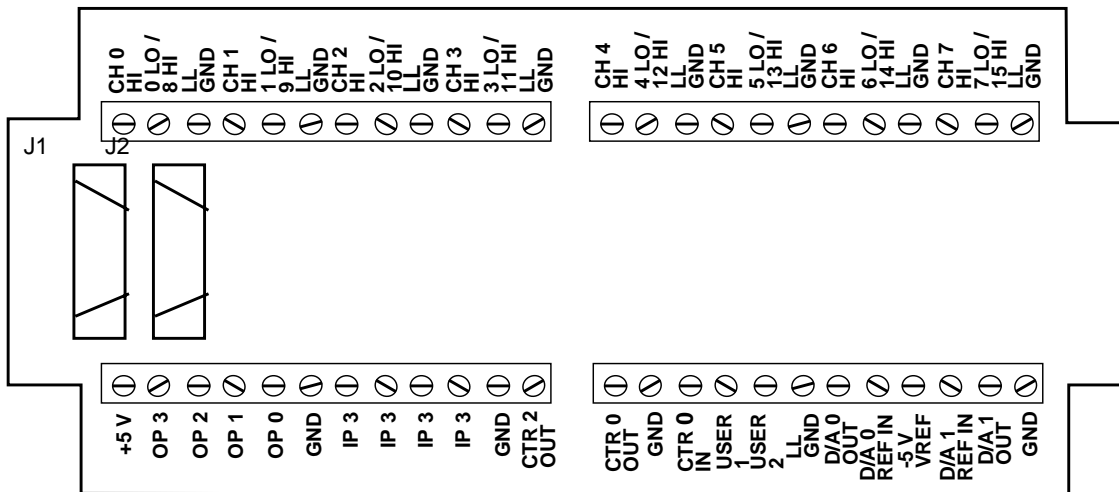 CH 0
HI
0 LO /
8 HI
LL
GND
CH 1
HI
1 LO /
9 HI
LL
GND
CH 2
HI
2 LO /
10 HI
LL
GND
CH 3
HI
3 LO /
11 HI
LL
GND
CH 4
HI
4 LO /
12 HI
LL
GND
CH 5
HI
5 LO /
13 HI
LL
GND
CH 6
HI
6 LO /
14 HI
LL
GND
CH 7
HI
7 LO /
15 HI
LL
GND
J1
J2
+5 V
OP 3
OP 2
OP 1
OP 0
GND
IP 3
IP 3
IP 3
IP 3
GND
CTR 2
OUT
CTR 0
OUT
GND
CTR 0
IN
USER
1
USER
2
LL
GND
D/A 0
OUT
D/A 0
REF IN
-5 V
VREF
D/A 1
REF IN
D/A 1
OUT
GND